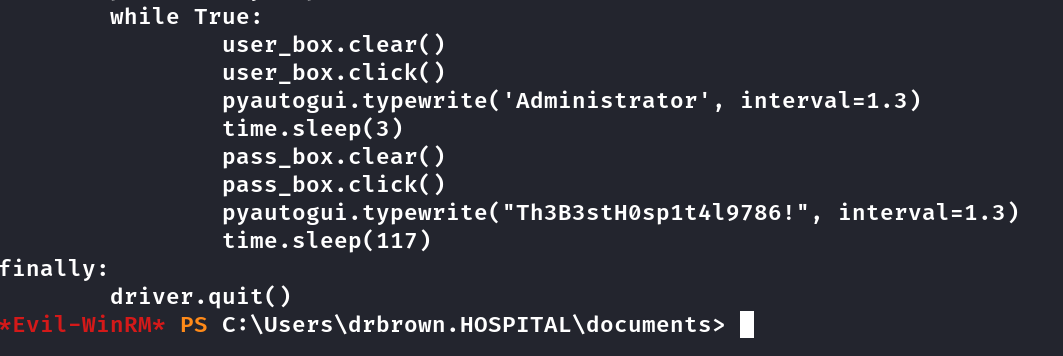 while True:
user_box.clear()
user_box.click()
pyautogui.typewrite('Administrator', interval=1.3)
time.sleep(3)
pass_box.clear()
pass_box.click()
pyautogui.typewrite("Th3B3stH0sp1t4l9786!", interval=1.3)
time.sleep(117)
finally:
driver.quit()
*Evil-WinRM* PS C:\Users\drbrown.HOSPITAL\documents>